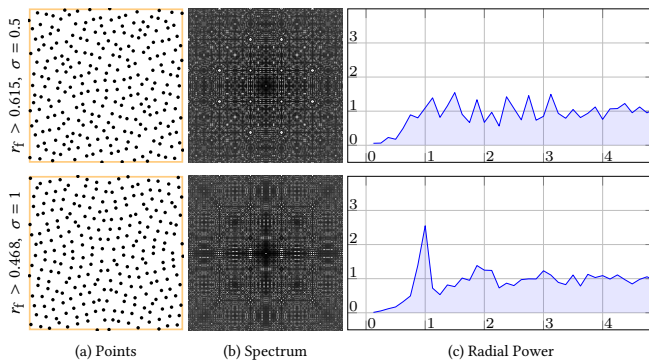 r_f > 0.615, σ = 0.5
3
2
1
0
0 1 2 3 4
r_f > 0.468, σ = 1
3
2
1
0
0 1 2 3 4
(a) Points (b) Spectrum (c) Radial Power